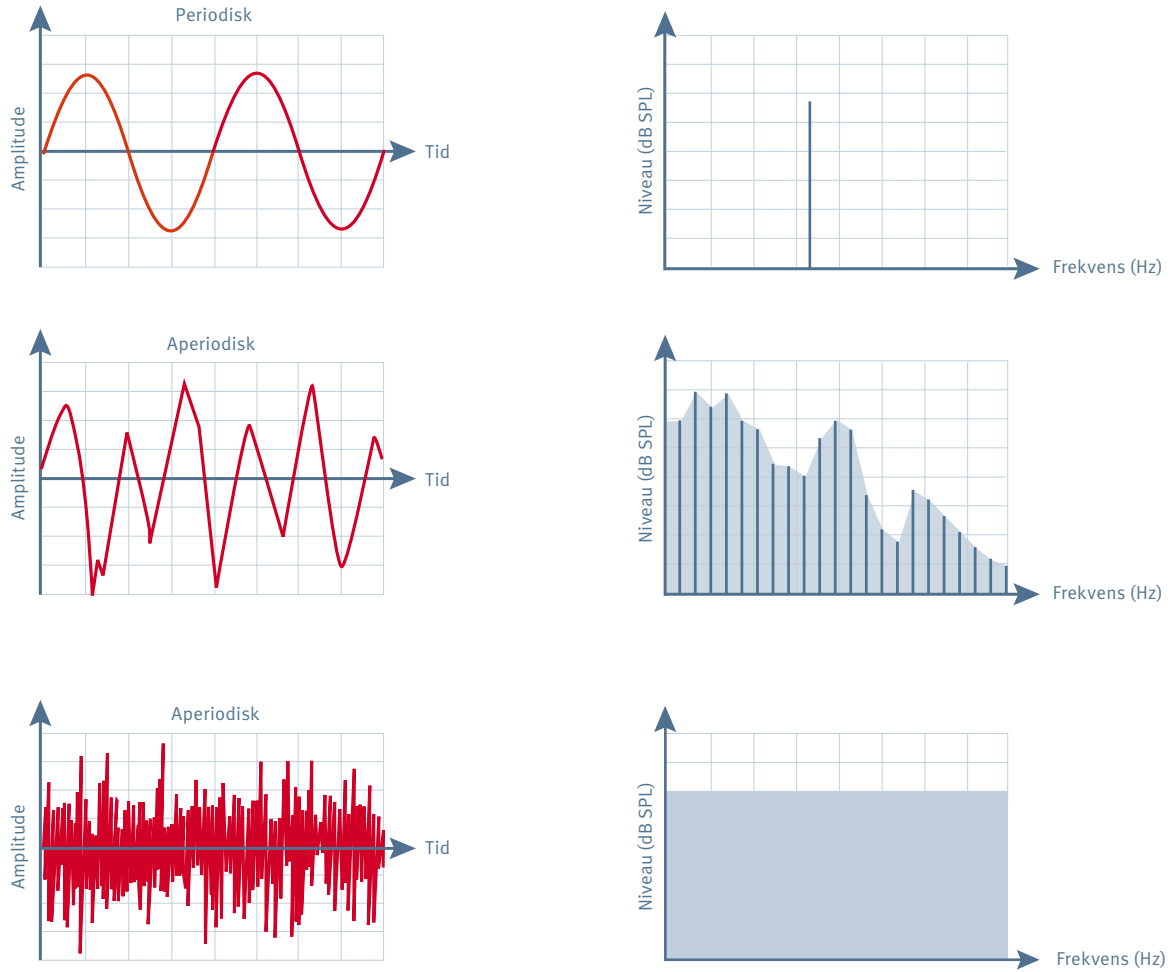 Periodisk
Amplitude
Tid
Niveau (dB SPL)
Frekvens (Hz)
Aperiodisk
Amplitude
Tid
Niveau (dB SPL)
Frekvens (Hz)
Aperiodisk
Amplitude
Tid
Niveau (dB SPL)
Frekvens (Hz)